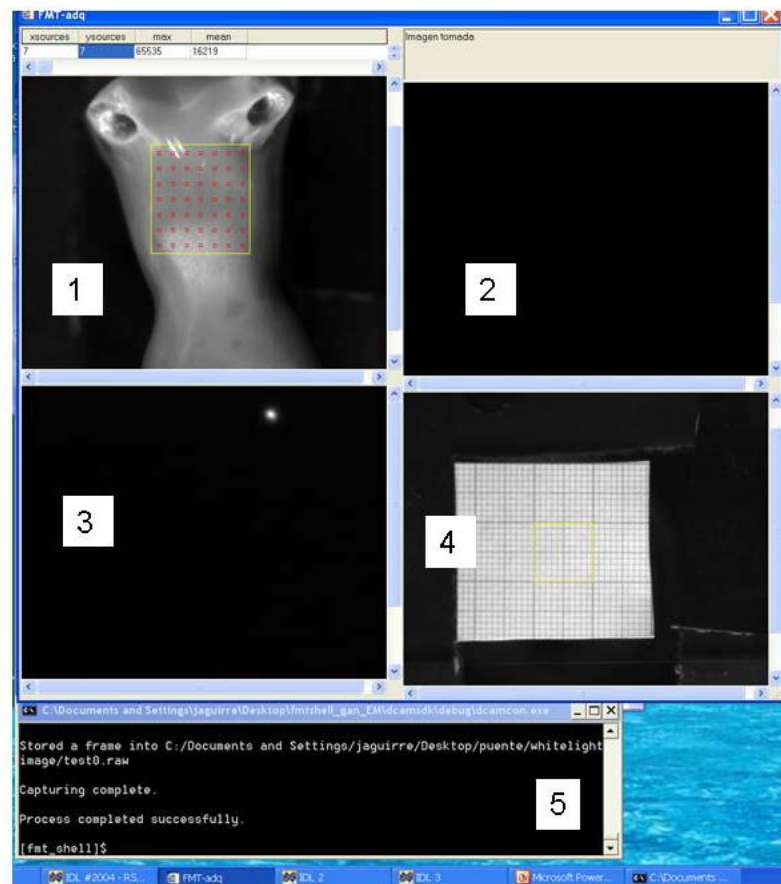 FMT-adq
xsources ysources max mean
7 7 65535 16219
Imagen tomada
1
2
3
4
C:\Documents and Settings\jaguirre\Desktop\fmtshell_gan_EM\dcamsdk\debug\dcamcon.exe
Stored a frame into C:/Documents and Settings/jaguirre/Desktop/puente/whitelight
image/test0.raw
Capturing complete.
Process completed successfully.
5
[fmt_shell]$
IDL #2004 - RS... FMT-adq IDL 2 IDL 3 Microsoft Power... C:\Documents ...